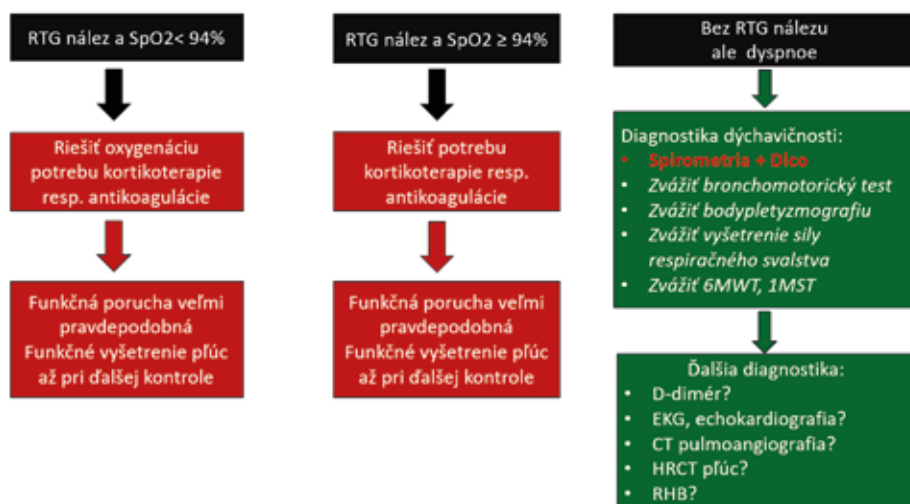 RTG nález a SpO2< 94%
Riešiť oxygenáciu
potrebu kortikoterapie
resp. antikoagulácie
Funkčná porucha veľmi
pravdepodobná
Funkčné vyšetrenie pľúc
až pri ďalšej kontrole
RTG nález a SpO2 ≥ 94%
Riešiť potrebu
kortikoterapie resp.
antikoagulácie
Funkčná porucha veľmi
pravdepodobná
Funkčné vyšetrenie pľúc
až pri ďalšej kontrole
Bez RTG nálezu
ale dyspnoe
Diagnostika dýchavičnosti:
• Spirometria + Dlco
• Zvážiť bronchomotorický test
• Zvážiť bodypletyzmografiu
• Zvážiť vyšetrenie sily
respiračného svalstva
• Zvážiť 6MWT, 1MST
Ďalšia diagnostika:
• D-dimér?
• EKG, echokardiografia?
• CT pulmoangiografia?
• HRCT pľúc?
• RHB?